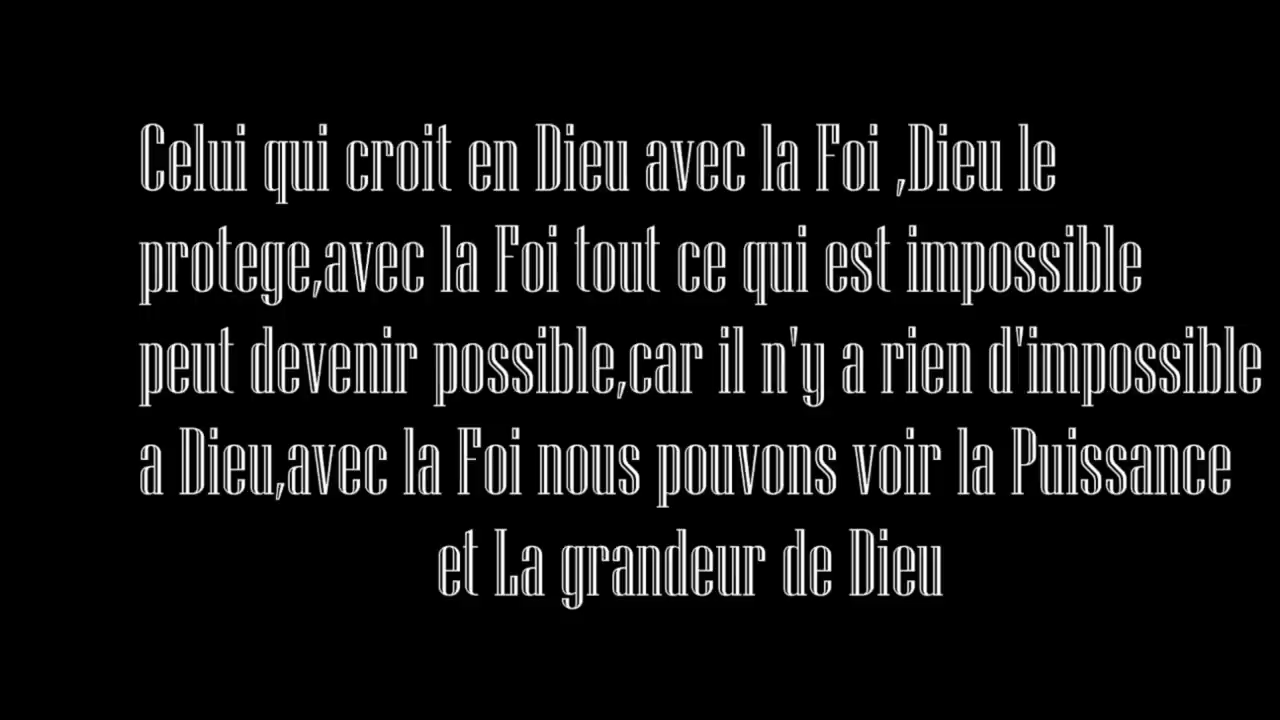 Celui qui croit en Dieu avec la Foi ,Dieu le
protege,avec la Foi tout ce qui est impossible
peut devenir possible,car il n'y a rien d'impossible
a Dieu,avec la Foi nous pouvons voir la Puissance
et La grandeur de Dieu